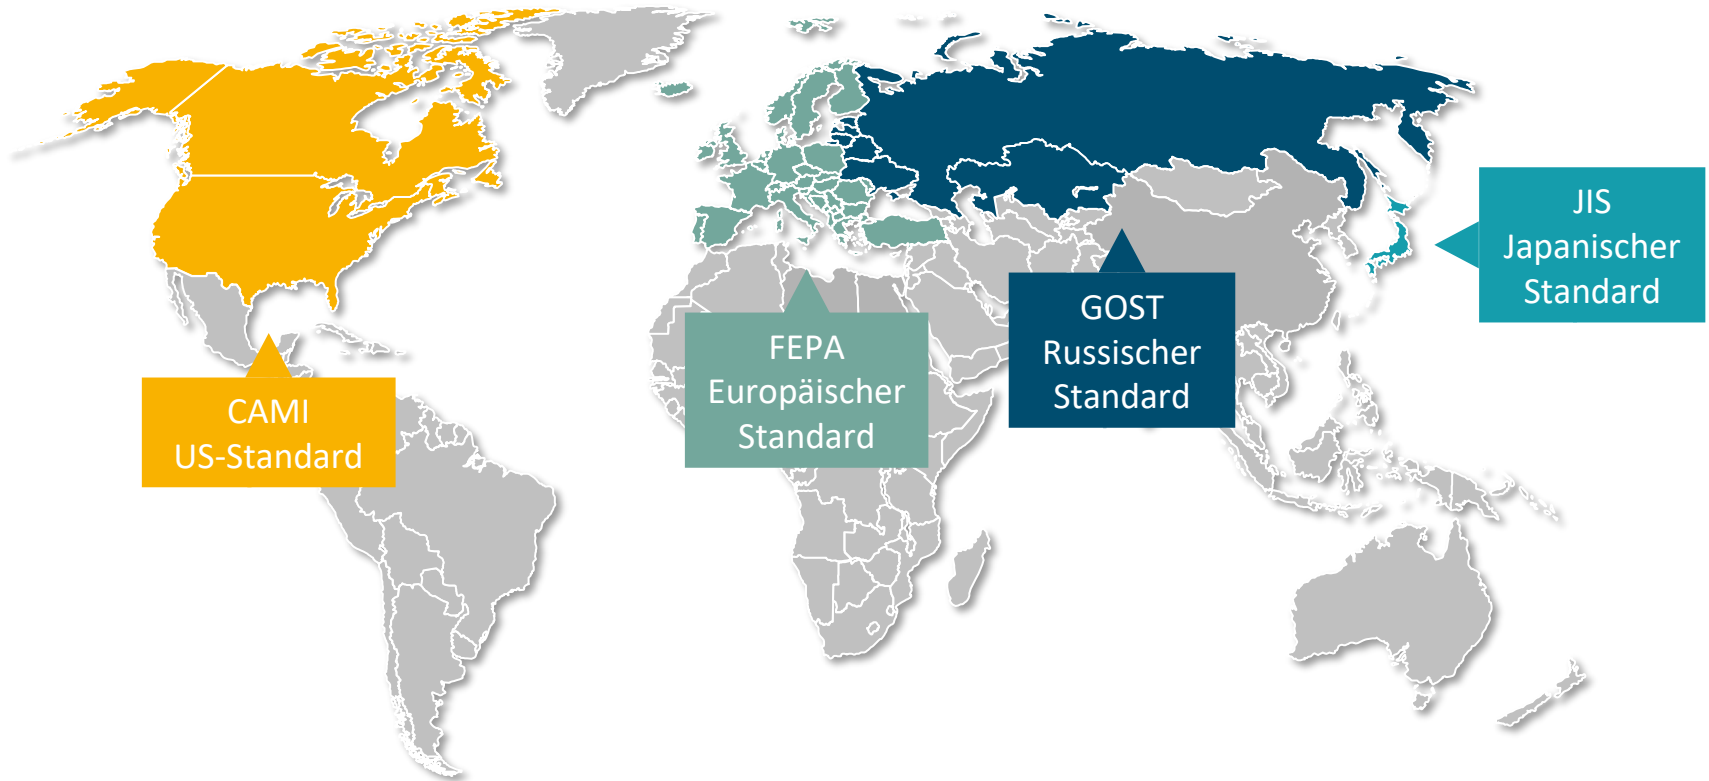 CAMI
US-Standard
FEPA
Europäischer
Standard
GOST
Russischer
Standard
JIS
Japanischer
Standard